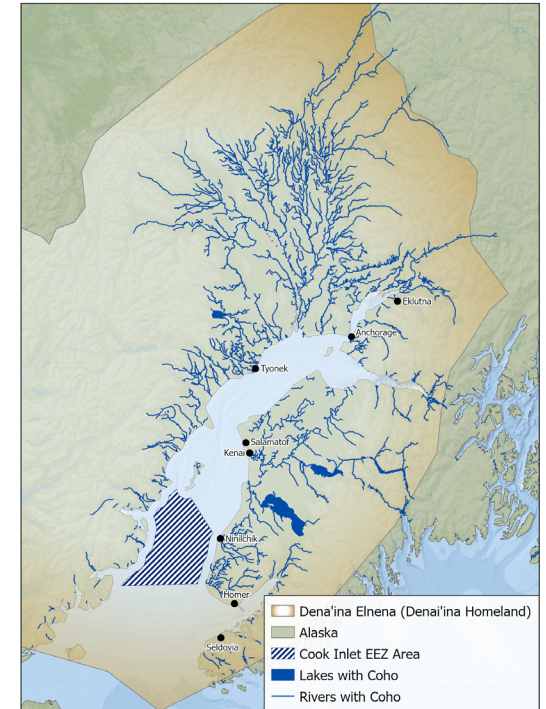 Eklutna
Anchorage
Tyonek
Salamatof
Kenai
Ninilchik
Homer
Seldovia
Dena'ina Elnena (Denai'ina Homeland)
Alaska
Cook Inlet EEZ Area
Lakes with Coho
Rivers with Coho